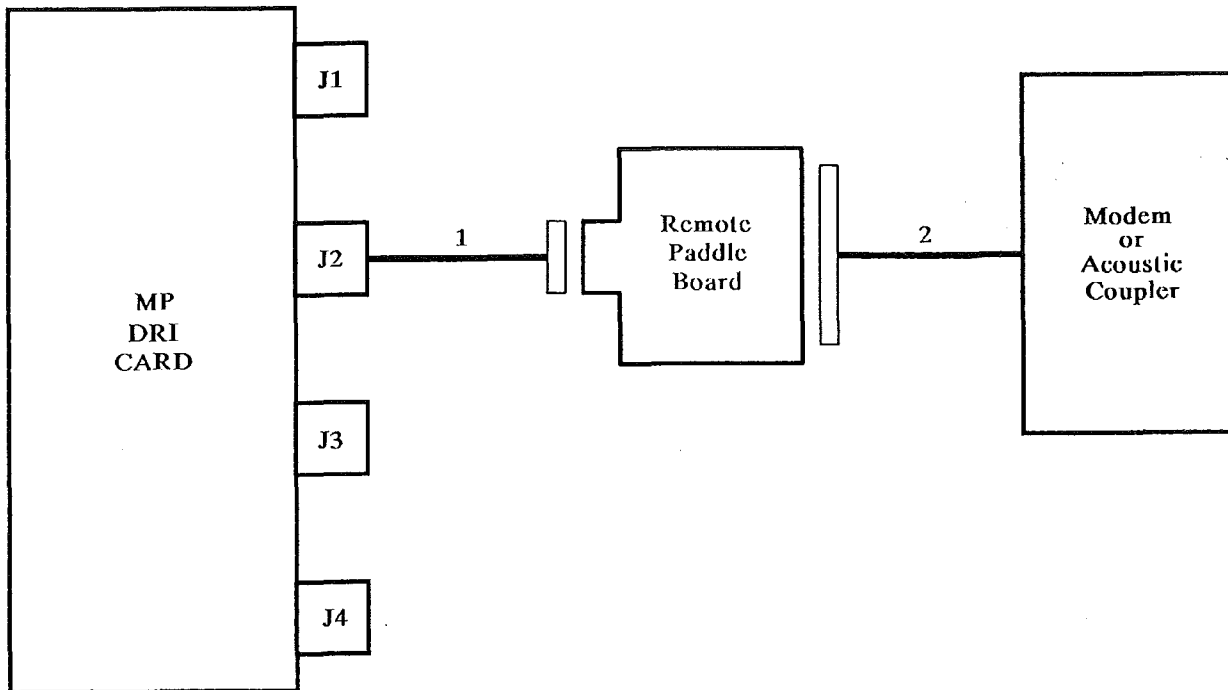 J1
J2
J3
J4
MP
DRI
CARD
1
Remote
Paddle
Board
2
Modem
or
Acoustic
Coupler